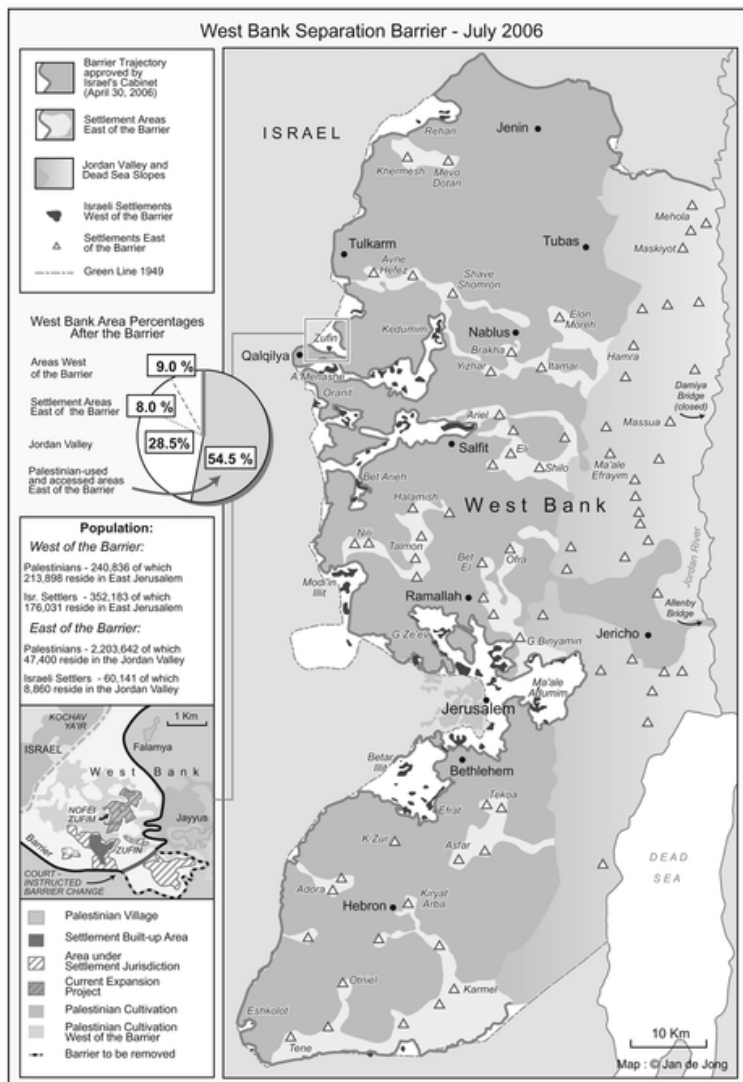 West Bank Separation Barrier - July 2006
Barrier Trajectory
approved by
Israel's Cabinet
(April 30, 2006)
Settlement Areas
East of the Barrier
Jordan Valley and
Dead Sea Slopes
Israeli Settlements
West of the Barrier
Settlements East
of the Barrier
Green Line 1949
West Bank Area Percentages
After the Barrier
Areas West
of the Barrier
9.0 %
Settlement Areas
East of the Barrier
8.0 %
Jordan Valley
28.5%
54.5 %
Palestinian-used
and accessed areas
East of the Barrier
Population:
West of the Barrier:
Palestinians - 240,836 of which
213,898 reside in East Jerusalem
Isr. Settlers - 352,183 of which
176,031 reside in East Jerusalem
East of the Barrier:
Palestinians - 2,203,642 of which
47,400 reside in the Jordan Valley
Israeli Settlers - 60,141 of which
8,860 reside in the Jordan Valley
KOCHAV
YA'IR
1 Km
ISRAEL
Falamya
West Bank
NOFEI
ZUFIM
Jayyus
Barrier
ZUFIN
COURT-
INSTRUCTED
BARRIER CHANGE
Palestinian Village
Settlement Built-up Area
Area under
Settlement Jurisdiction
Current Expansion
Project
Palestinian Cultivation
Palestinian Cultivation
West of the Barrier
Barrier to be removed
ISRAEL
Rehan
Jenin
Khermesh
Mevo
Dotan
Mehola
Maskiyot
Tulkarm
Tubas
Avne
Hefez
Shave
Shomron
Zufin
Kedumim
Nablus
Elon
Moreh
Qalqilya
Brakha
Hamra
A.Menashe
Yizhar
Itamar
Oranit
Damiya
Bridge
(closed)
Ariel
Massua
Salfit
Eli
Shilo
Ma'ale
Efrayim
Bet Arieh
Halamish
West Bank
Nili
Talmon
Bet
El
Ofra
Jordan River
Modi'in
Illit
Ramallah
Allenby
Bridge
G Ze'ev
G Binyamin
Jericho
Ma'ale
Adumim
Jerusalem
Betar
Illit
Bethlehem
Efrat
Tekoa
K Zur
Asfar
DEAD
SEA
Adora
Kiryat
Arba
Hebron
Otniel
Karmel
Eshkolot
Tene
10 Km
Map : © Jan de Jong